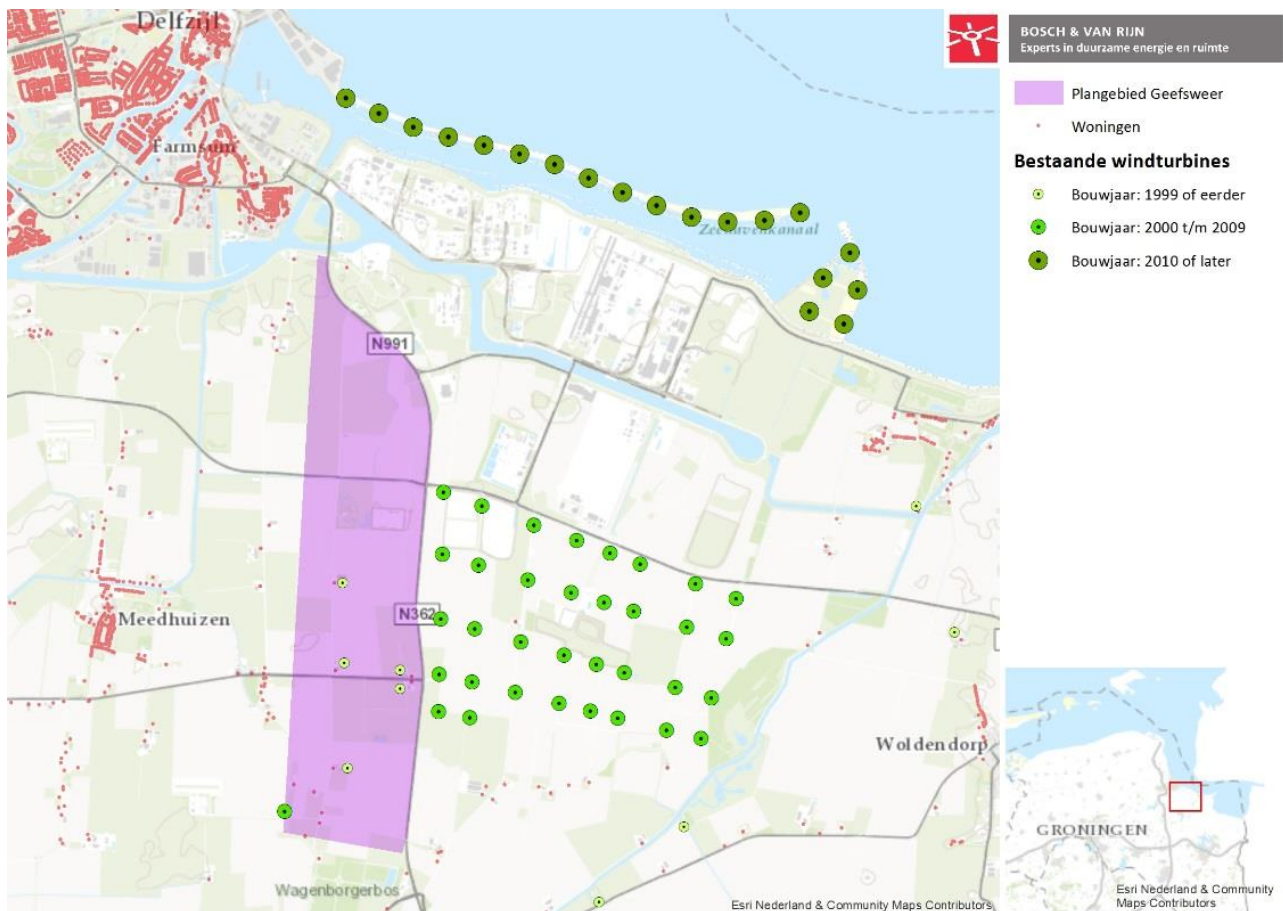 Delfzijl
Farmsum
Zeehavenkanaal
N991
Meedhuizen
N362
Woldendorp
Wagenborgerbos
Esri Nederland & Community Maps Contributors
BOSCH & VAN RIJN
Experts in duurzame energie en ruimte
Plangebied Geefsweer
Woningen
Bestaande windturbines
Bouwjaar: 1999 of eerder
Bouwjaar: 2000 t/m 2009
Bouwjaar: 2010 of later
GRONINGEN
Esri Nederland & Community
Maps Contributors